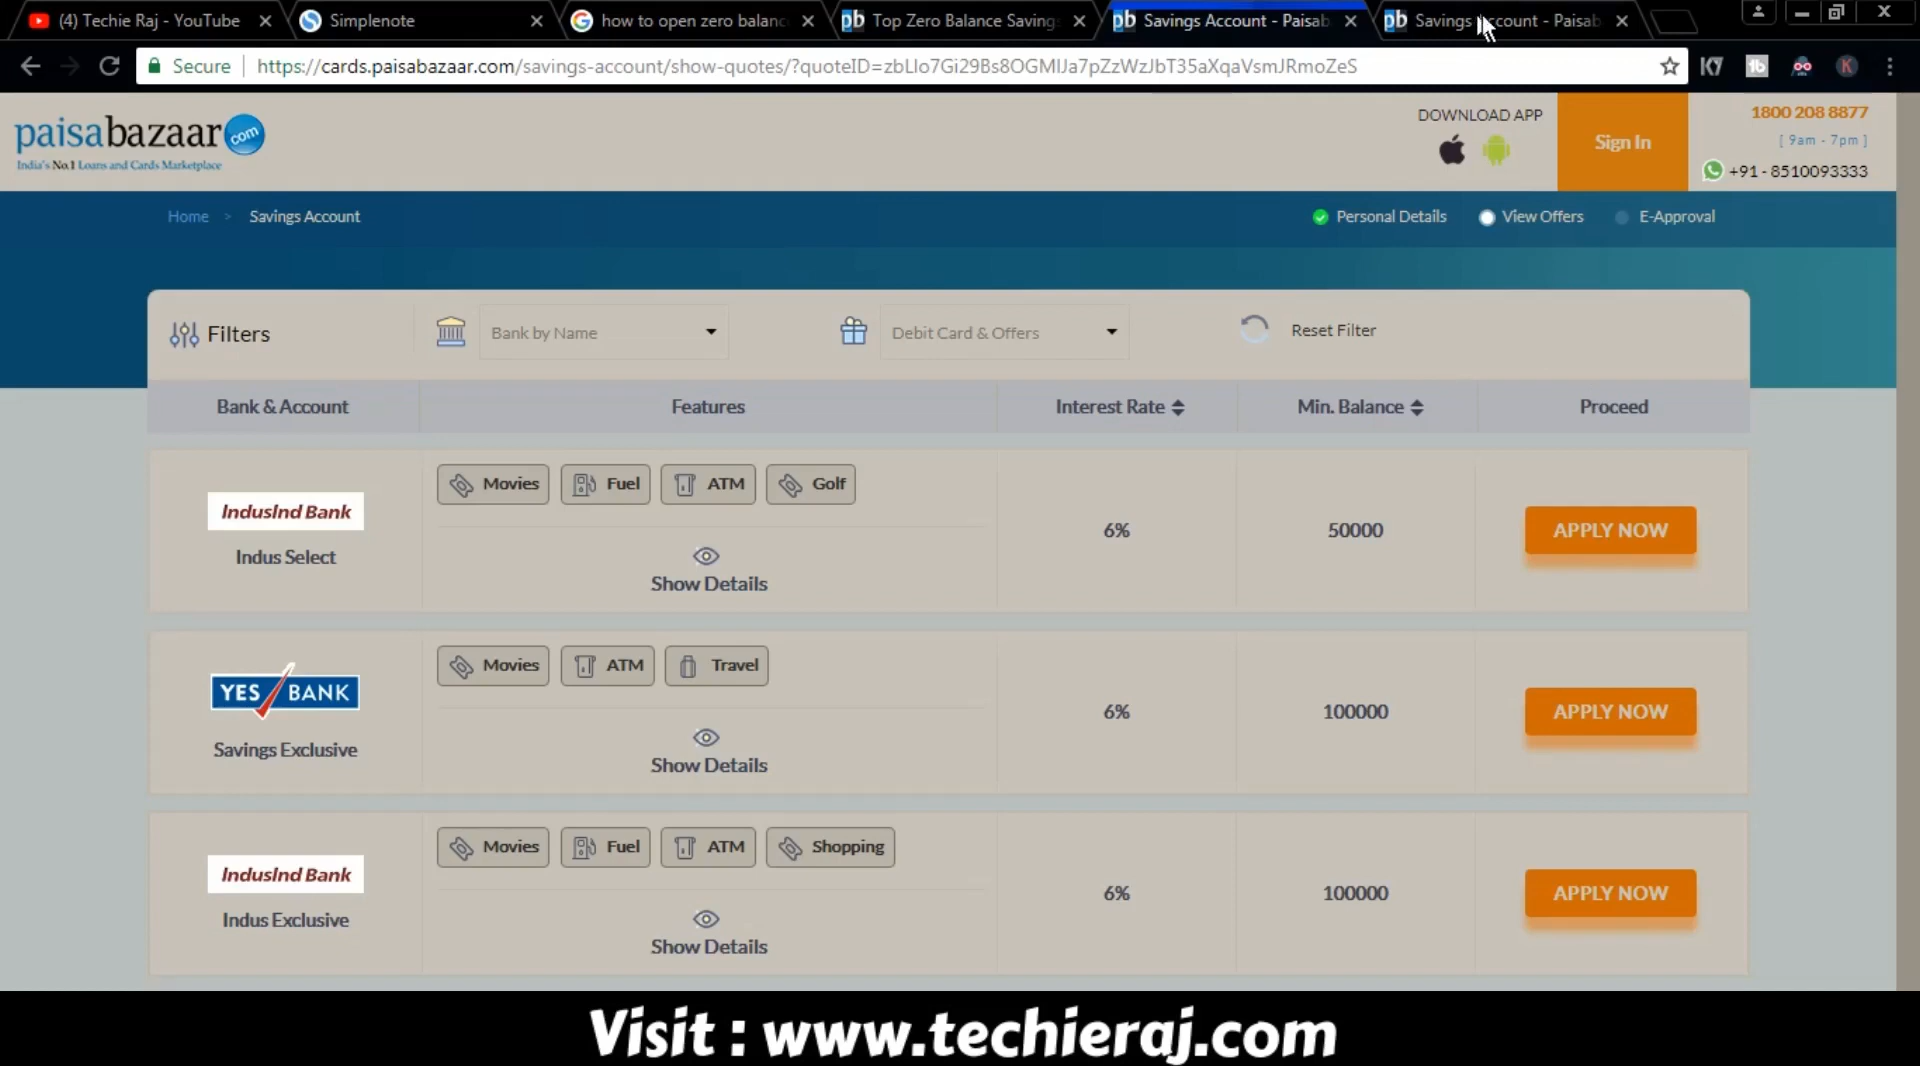 (4) Techie Raj - YouTube
Simplenote
how to open zero balanc
Top Zero Balance Savings
Savings Account - Paisab
Savings Account - Paisab
Secure
https://cards.paisabazaar.com/savings-account/show-quotes/?quoteID=zbLIo7Gi29Bs8OGMIJa7pZzWzJbT35aXqaVsmJRmoZeS
paisabazaar.com
India's No.1 Loans and Cards Marketplace
DOWNLOAD APP
Sign In
1800 208 8877
[ 9am - 7pm ]
+91 - 8510093333
Home > Savings Account
Personal Details View Offers E-Approval
Filters Bank by Name Debit Card & Offers Reset Filter
Bank & Account Features Interest Rate Min. Balance Proceed
IndusInd Bank
Indus Select
Movies Fuel ATM Golf
Show Details
6% 50000 APPLY NOW
YES BANK
Savings Exclusive
Movies ATM Travel
Show Details
6% 100000 APPLY NOW
IndusInd Bank
Indus Exclusive
Movies Fuel ATM Shopping
Show Details
6% 100000 APPLY NOW
Visit : www.techieraj.com